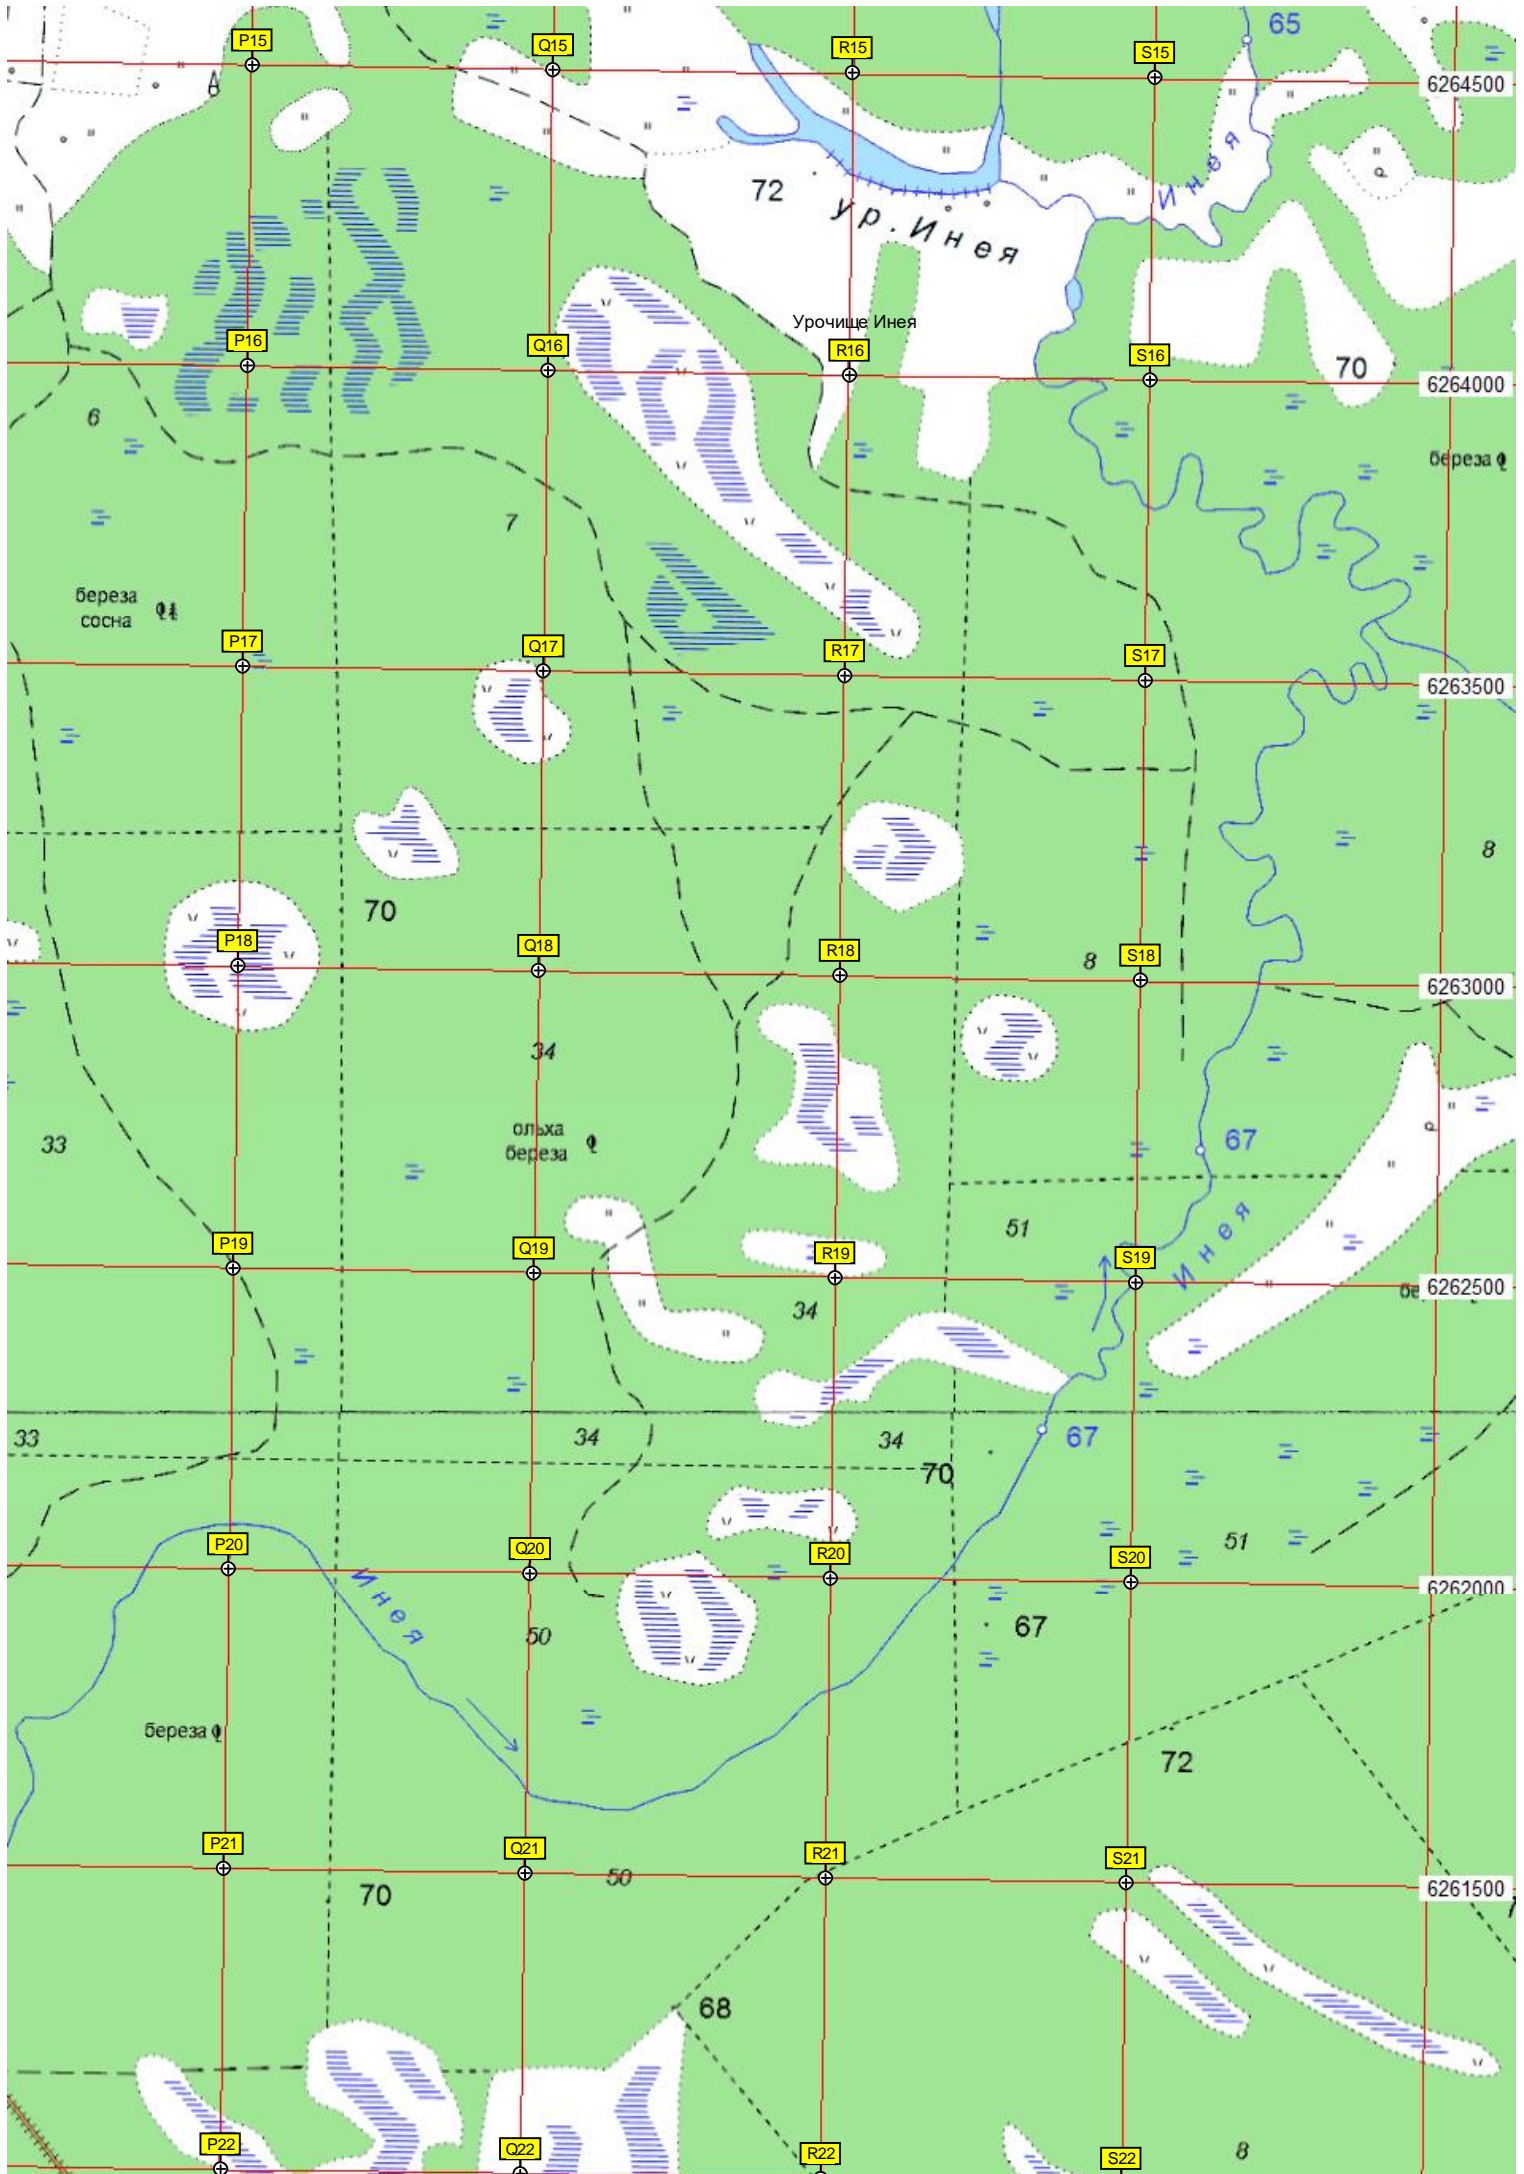 65
P15
Q15
R15
S15
6264500
72
ур. Инея
Инея
Урочище Инея
P16
Q16
R16
S16
70
6264000
6
береза
7
береза
сосна
P17
Q17
R17
S17
6263500
8
70
P18
Q18
R18
8
S18
6263000
34
33
ольха
береза
67
51
Инея
P19
Q19
R19
S19
6262500
34
33
34
34
67
70
51
P20
Q20
R20
S20
6262000
Инея
50
67
береза
72
P21
Q21
R21
S21
70
50
6261500
68
P22
Q22
R22
S22
8